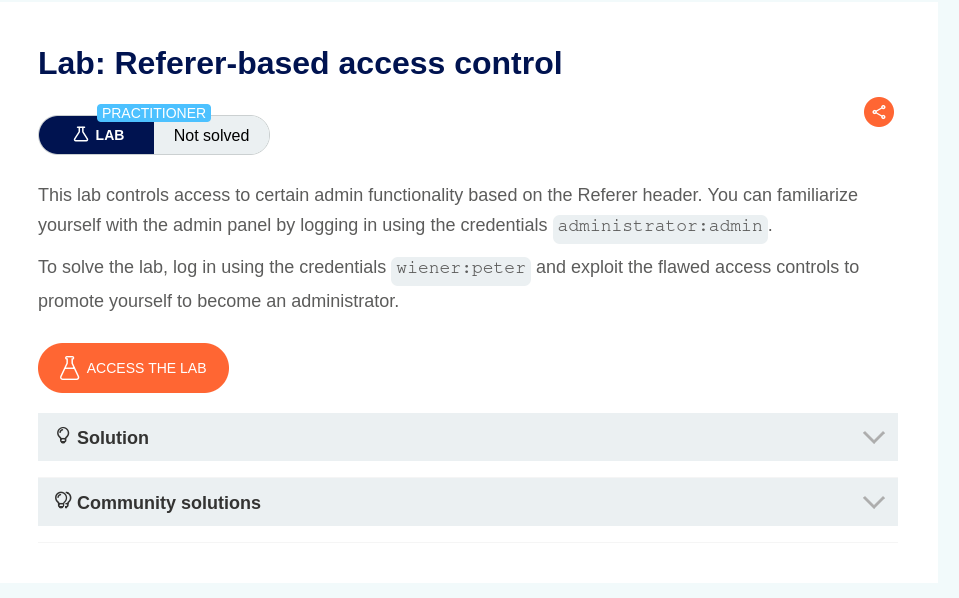 Lab: Referer-based access control
PRACTITIONER
LAB Not solved
This lab controls access to certain admin functionality based on the Referer header. You can familiarize
yourself with the admin panel by logging in using the credentials administrator:admin.
To solve the lab, log in using the credentials wiener:peter and exploit the flawed access controls to
promote yourself to become an administrator.
ACCESS THE LAB
Solution
Community solutions